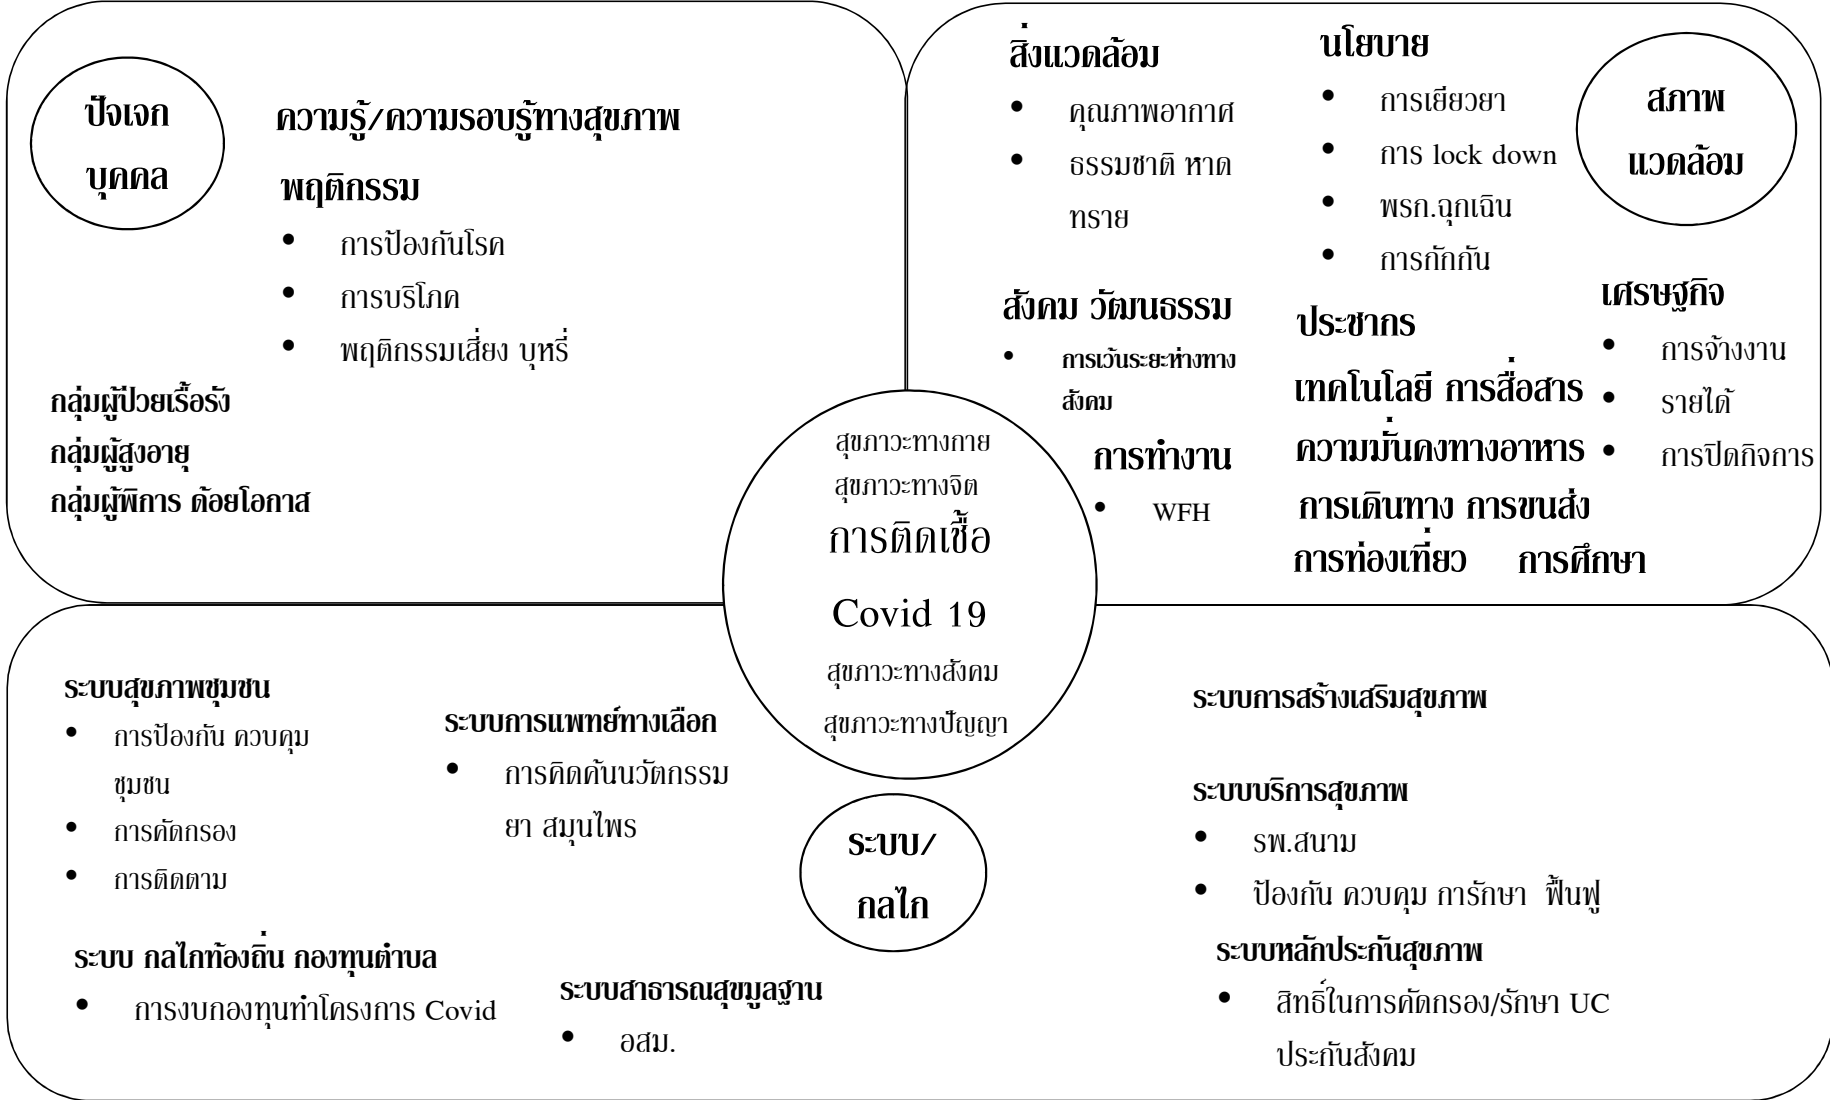 ปัจเจก
บุคคล
ความรู้/ความรอบรู้ทางสุขภาพ
พฤติกรรม
• การป้องกันโรค
• การบริโภค
• พฤติกรรมเสี่ยง บุหรี่
กลุ่มผู้ป่วยเรื้อรัง
กลุ่มผู้สูงอายุ
กลุ่มผู้พิการ ด้อยโอกาส
สิ่งแวดล้อม
• คุณภาพอากาศ
• ธรรมชาติ หาด
ทราย
นโยบาย
• การเยียวยา
• การ lock down
• พรก.ฉุกเฉิน
• การกักกัน
สภาพ
แวดล้อม
สังคม วัฒนธรรม
• การเว้นระยะห่างทาง
สังคม
การทำงาน
• WFH
ประชากร
เทคโนโลยี การสื่อสาร
ความมั่นคงทางอาหาร
การเดินทาง การขนส่ง
การท่องเที่ยว การศึกษา
เศรษฐกิจ
• การจ้างงาน
• รายได้
• การปิดกิจการ
สุขภาวะทางกาย
สุขภาวะทางจิต
การติดเชื้อ
Covid 19
สุขภาวะทางสังคม
สุขภาวะทางปัญญา
ระบบ/
กลไก
ระบบสุขภาพชุมชน
• การป้องกัน ควบคุม
ชุมชน
• การคัดกรอง
• การติดตาม
ระบบการแพทย์ทางเลือก
• การคิดค้นนวัตกรรม
ยา สมุนไพร
ระบบ กลไกท้องถิ่น กองทุนตำบล
• การงบกองทุนทำโครงการ Covid
ระบบสาธารณสุขมูลฐาน
• อสม.
ระบบการสร้างเสริมสุขภาพ
ระบบบริการสุขภาพ
• รพ.สนาม
• ป้องกัน ควบคุม การักษา ฟื้นฟู
ระบบหลักประกันสุขภาพ
• สิทธิ์ในการคัดกรอง/รักษา UC
ประกันสังคม